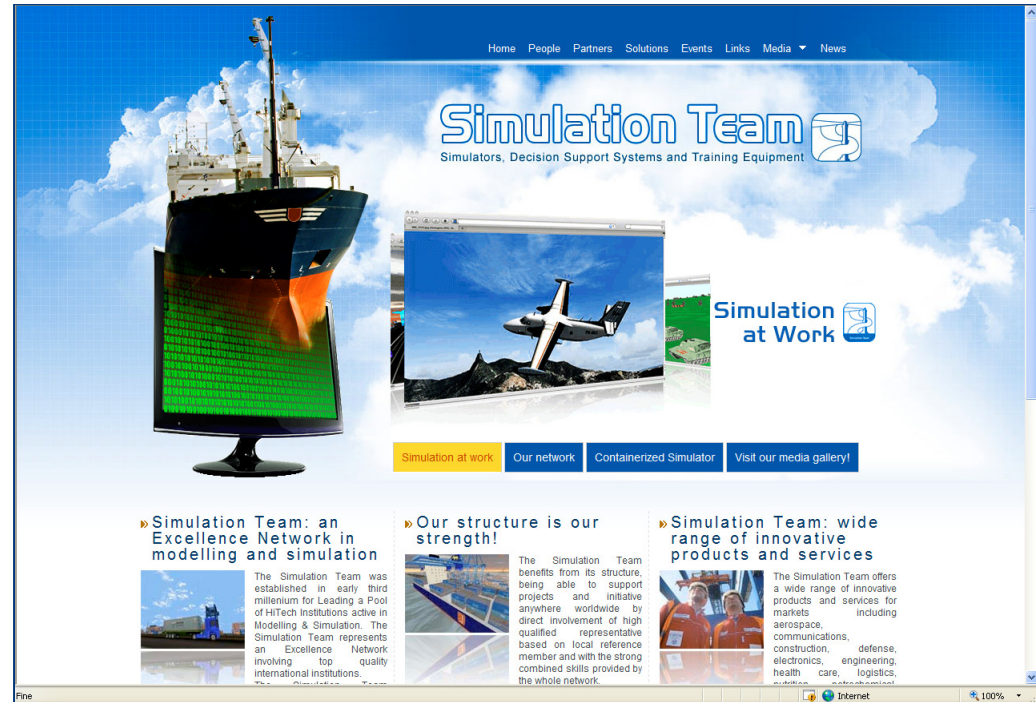 Home People Partners Solutions Events Links Media News
Simulation Team
Simulators, Decision Support Systems and Training Equipment
Simulation
at Work
Simulation at work
Our network
Containerized Simulator
Visit our media gallery!
Simulation Team: an
Excellence Network in
modelling and simulation
The Simulation Team was
established in early third
millenium for Leading a Pool
of HiTech Institutions active in
Modelling & Simulation. The
Simulation Team represents
an Excellence Network
involving top quality
international institutions.
The Simulation Team
Our structure is our
strength!
The Simulation Team
benefits from its structure,
being able to support
projects and initiative
anywhere worldwide by
direct involvement of high
qualified representative
based on local reference
member and with the strong
combined skills provided by
the whole network.
Simulation Team: wide
range of innovative
products and services
The Simulation Team offers
a wide range of innovative
products and services for
markets including
aerospace,
communications,
construction, defense,
electronics, engineering,
health care, logistics,
nutrition, petrochemical,
Fine
Internet
100%